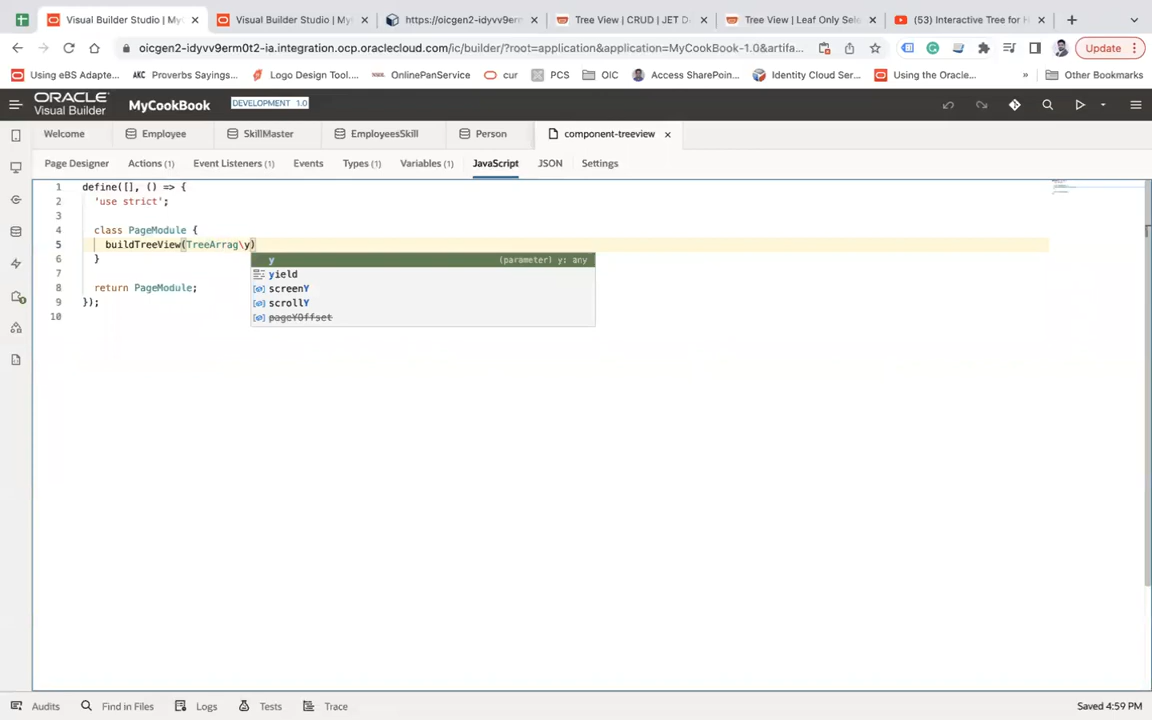 Visual Builder Studio | My
Visual Builder Studio | My
https://oicgen2-idyvv9erm
Tree View | CRUD | JET D
Tree View | Leaf Only Sele
(53) Interactive Tree for H
oicgen2-idyvv9erm0t2-ia.integration.ocp.oraclecloud.com/ic/builder/?root=application&application=MyCookBook-1.0&artifa...
Update
Using eBS Adapte...
AKC Proverbs Sayings...
Logo Design Tool....
OnlinePanService
cur
PCS
OIC
Access SharePoin...
Identity Cloud Ser...
Using the Oracle...
»
Other Bookmarks
ORACLE
Visual Builder
MyCookBook
DEVELOPMENT 1.0
Welcome
Employee
SkillMaster
EmployeesSkill
Person
component-treeview
Page Designer
Actions (1)
Event Listeners (1)
Events
Types (1)
Variables (1)
JavaScript
JSON
Settings
1 define([], () => {
2 'use strict';
3
4 class PageModule {
5 buildTreeView(TreeArrag\y)
y (parameter) y: any
6 }
yield
7
screenY
8 return PageModule;
scrollY
9 });
pageYOffset
10
Audits
Find in Files
Logs
Tests
Trace
Saved 4:59 PM